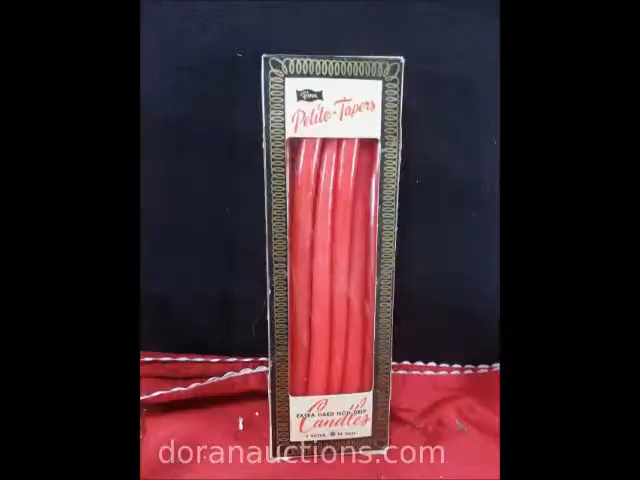 Petite-Tapers
EXTRA HARD NON-DRIP
Candles
doranauctions.com